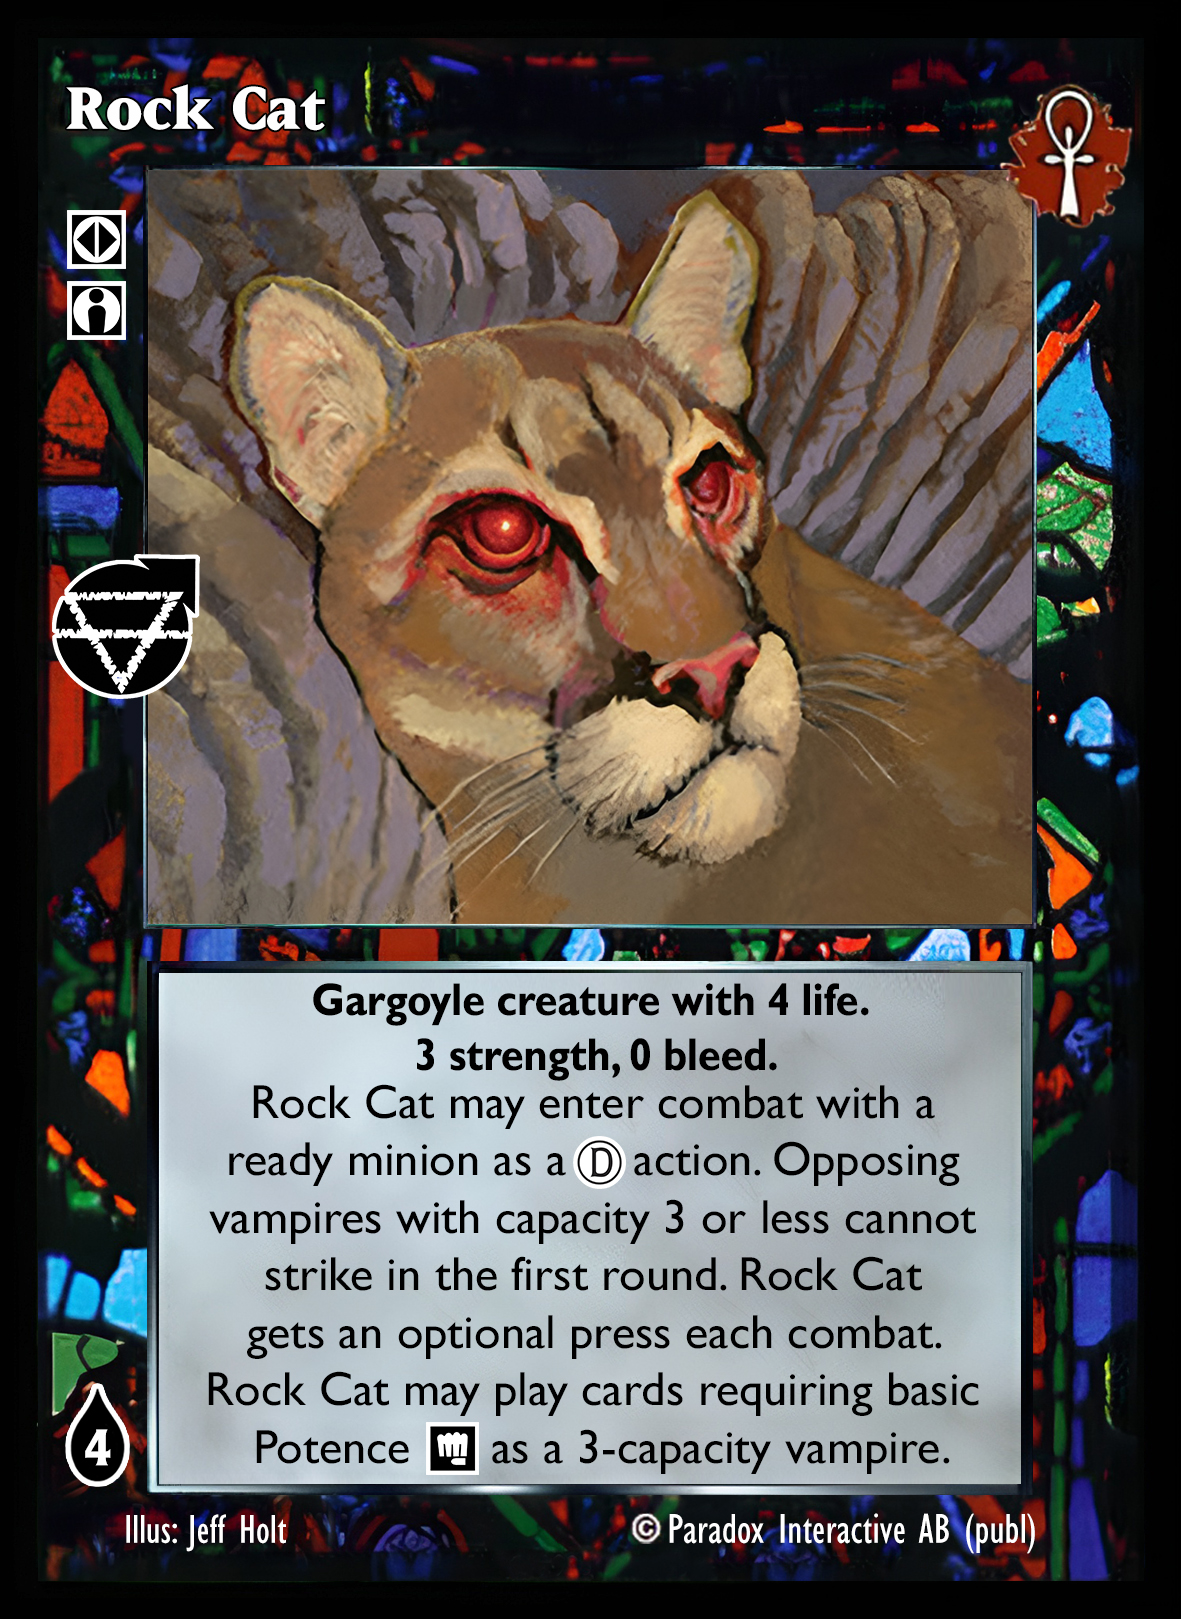 Rock Cat
Gargoyle creature with 4 life.
3 strength, 0 bleed.
Rock Cat may enter combat with a
ready minion as a D action. Opposing
vampires with capacity 3 or less cannot
strike in the first round. Rock Cat
gets an optional press each combat.
Rock Cat may play cards requiring basic
Potence as a 3-capacity vampire.
4
Illus: Jeff Holt
© Paradox Interactive AB (publ)